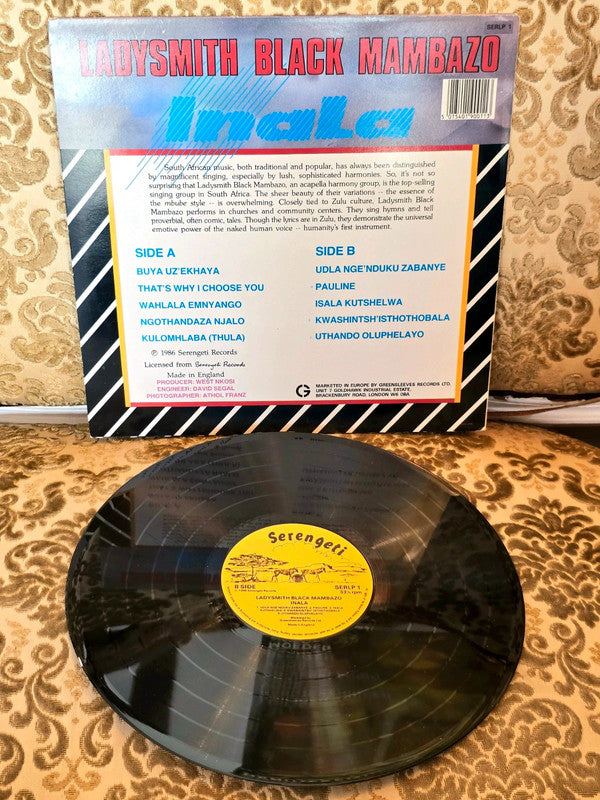 SERLP 1
LADYSMITH BLACK MAMBAZO
Inala
South African music, both traditional and popular, has always been distinguished
by magnificent singing, especially by lush, sophisticated harmonies. So, it's not so
surprising that Ladysmith Black Mambazo, an acapella harmony group, is the top-selling
singing group in South Africa. The sheer beauty of their variations -- the essence of
the mbube style -- is overwhelming. Closely tied to Zulu culture, Ladysmith Black
Mambazo performs in churches and community centers. They sing hymns and tell
proverbial, often comic, tales. Though the lyrics are in Zulu, they demonstrate the universal
emotive power of the naked human voice -- humanity's first instrument.
SIDE A
BUYA UZ'EKHAYA
THAT'S WHY I CHOOSE YOU
WAHLALA EMNYANGO
NGOTHANDAZA NJALO
KULOMHLABA (THULA)
SIDE B
UDLA NGE'NDUKU ZABANYE
PAULINE
ISALA KUTSHELWA
KWASHINTSH'ISTHOTHOBALA
UTHANDO OLUPHELAYO
℗ 1986 Serengeti Records
Licensed from Serengeti Records
Made in England
PRODUCER: WEST NKOSI
ENGINEER: DAVID SEGAL
PHOTOGRAPHER: ATHOL FRANZ
G
MARKETED IN EUROPE BY GREENSLEEVES RECORDS LTD.
UNIT 7 GOLDHAWK INDUSTRIAL ESTATE,
BRACKENBURY ROAD, LONDON W6 0BA
Serengeti
B SIDE
SERLP 1
33⅓ rpm
LADYSMITH BLACK MAMBAZO
INALA
Made in England